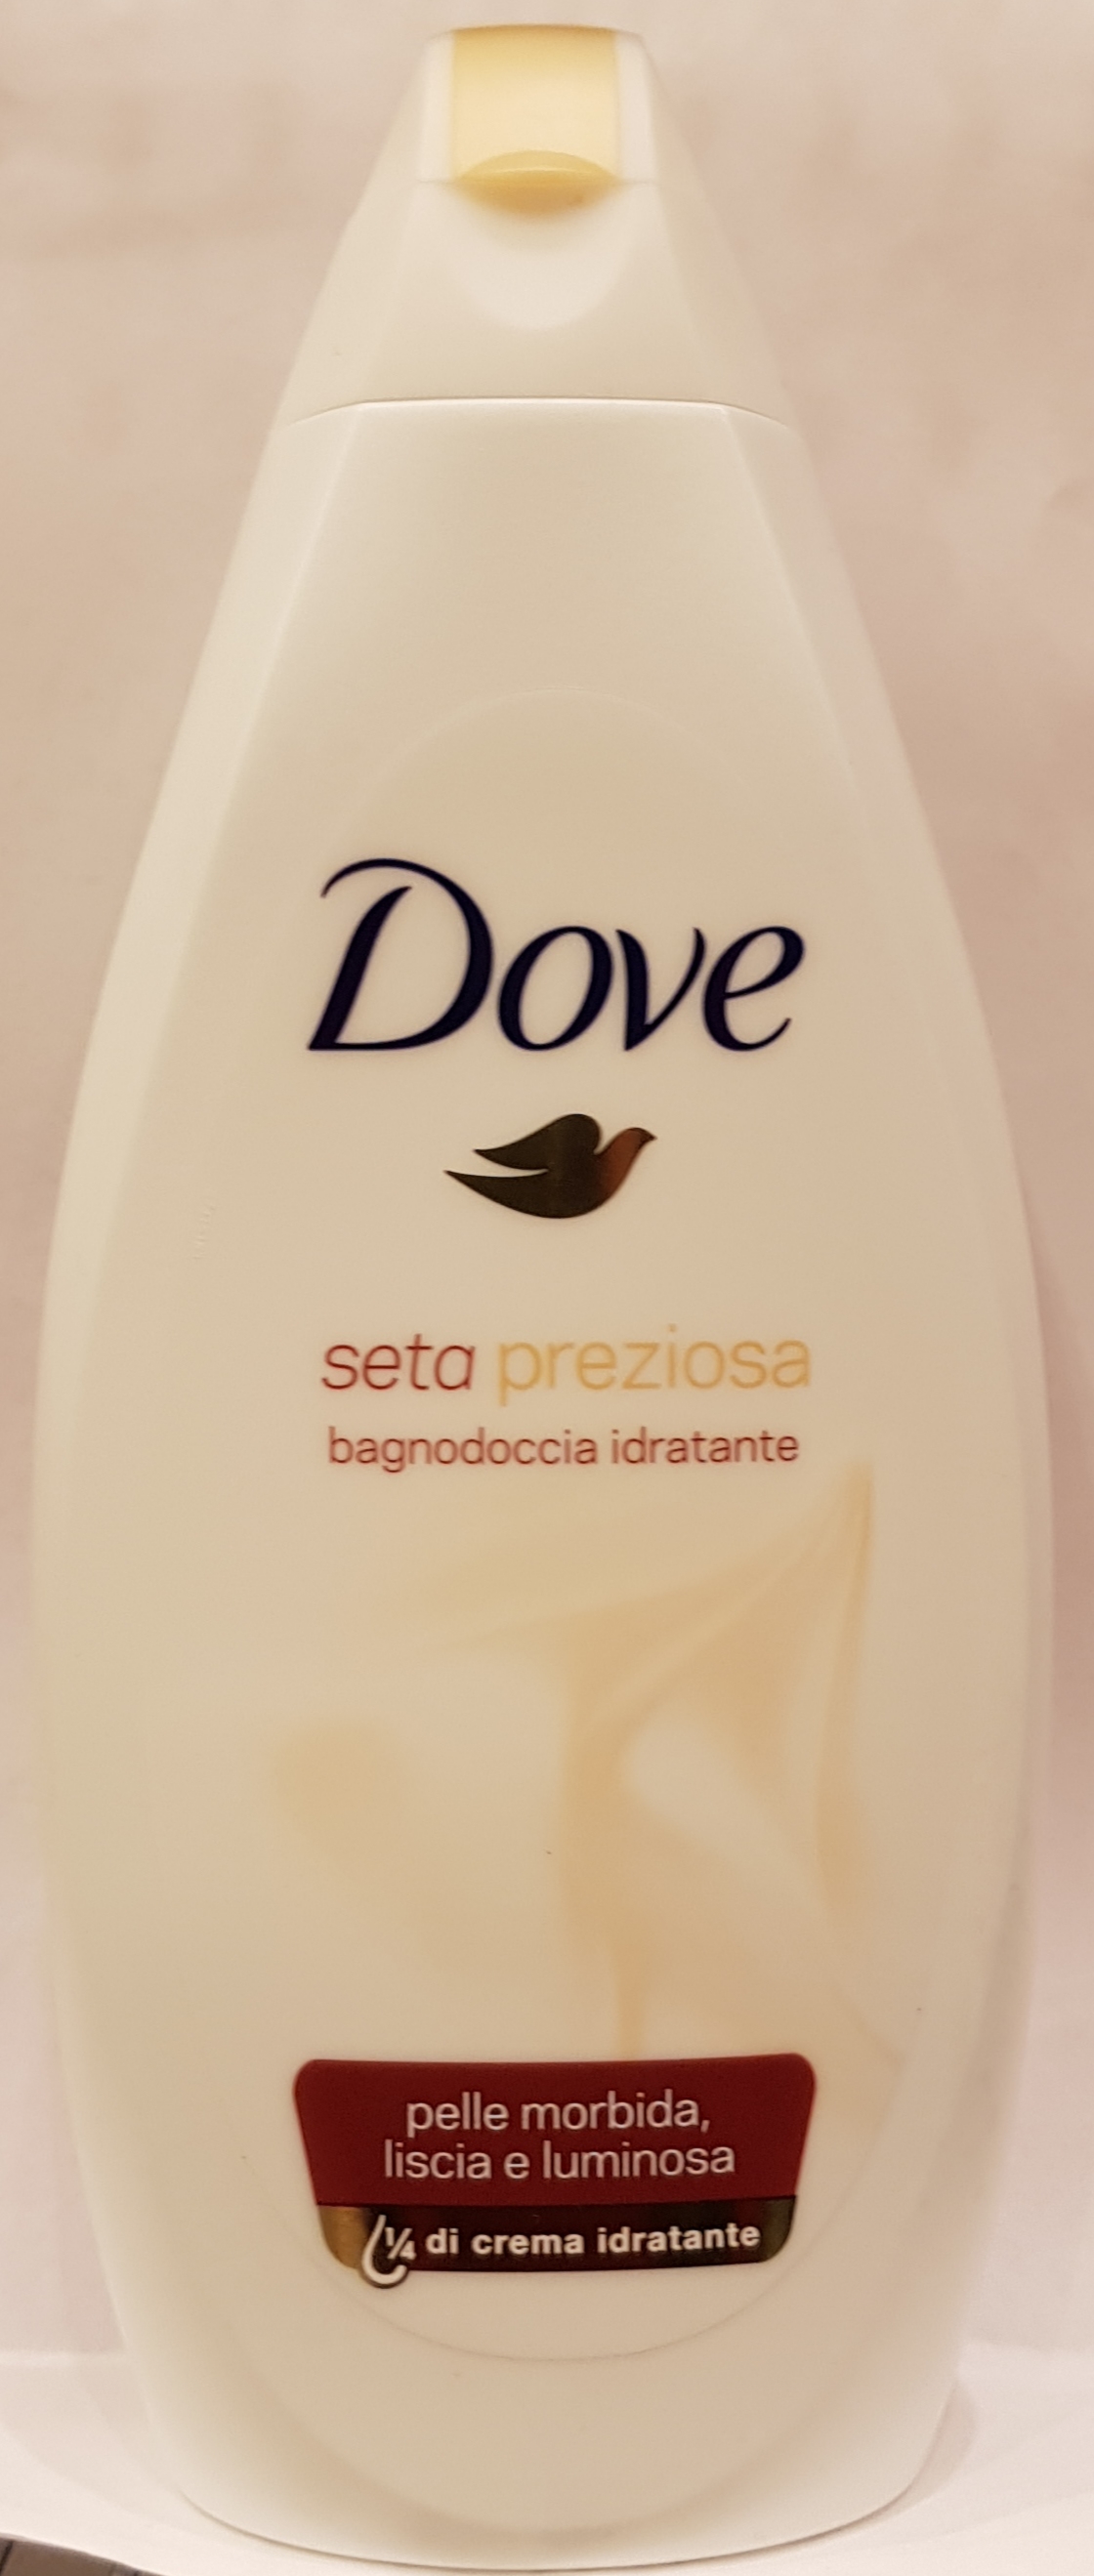 Dove
seta preziosa
bagnodoccia idratante
pelle morbida,
liscia e luminosa
¼ di crema idratante